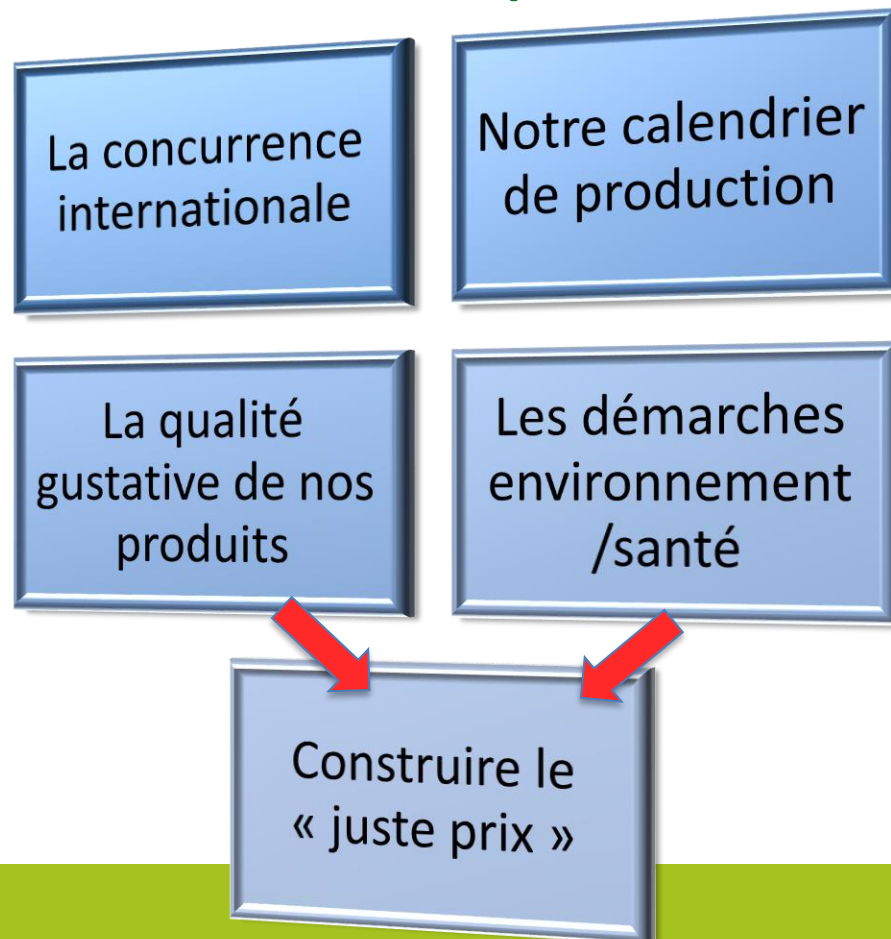 La concurrence
internationale
Notre calendrier
de production
La qualité
gustative de nos
produits
Les démarches
environnement
/santé
Construire le
« juste prix »